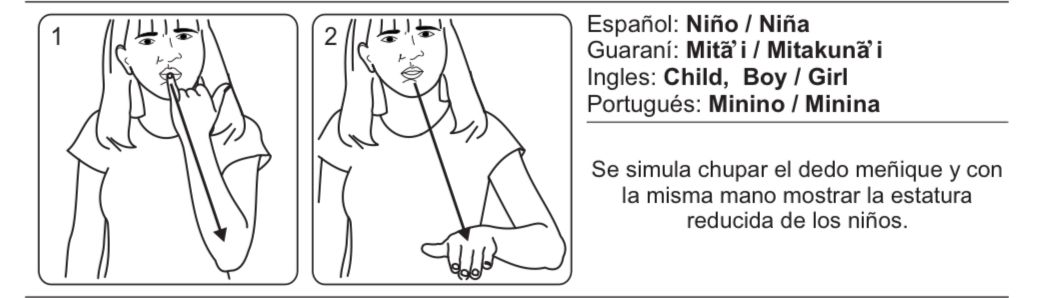 1
2
Español: Niño / Niña
Guaraní: Mitã’i / Mitakunã’i
Ingles: Child, Boy / Girl
Portugués: Minino / Minina
Se simula chupar el dedo meñique y con
la misma mano mostrar la estatura
reducida de los niños.